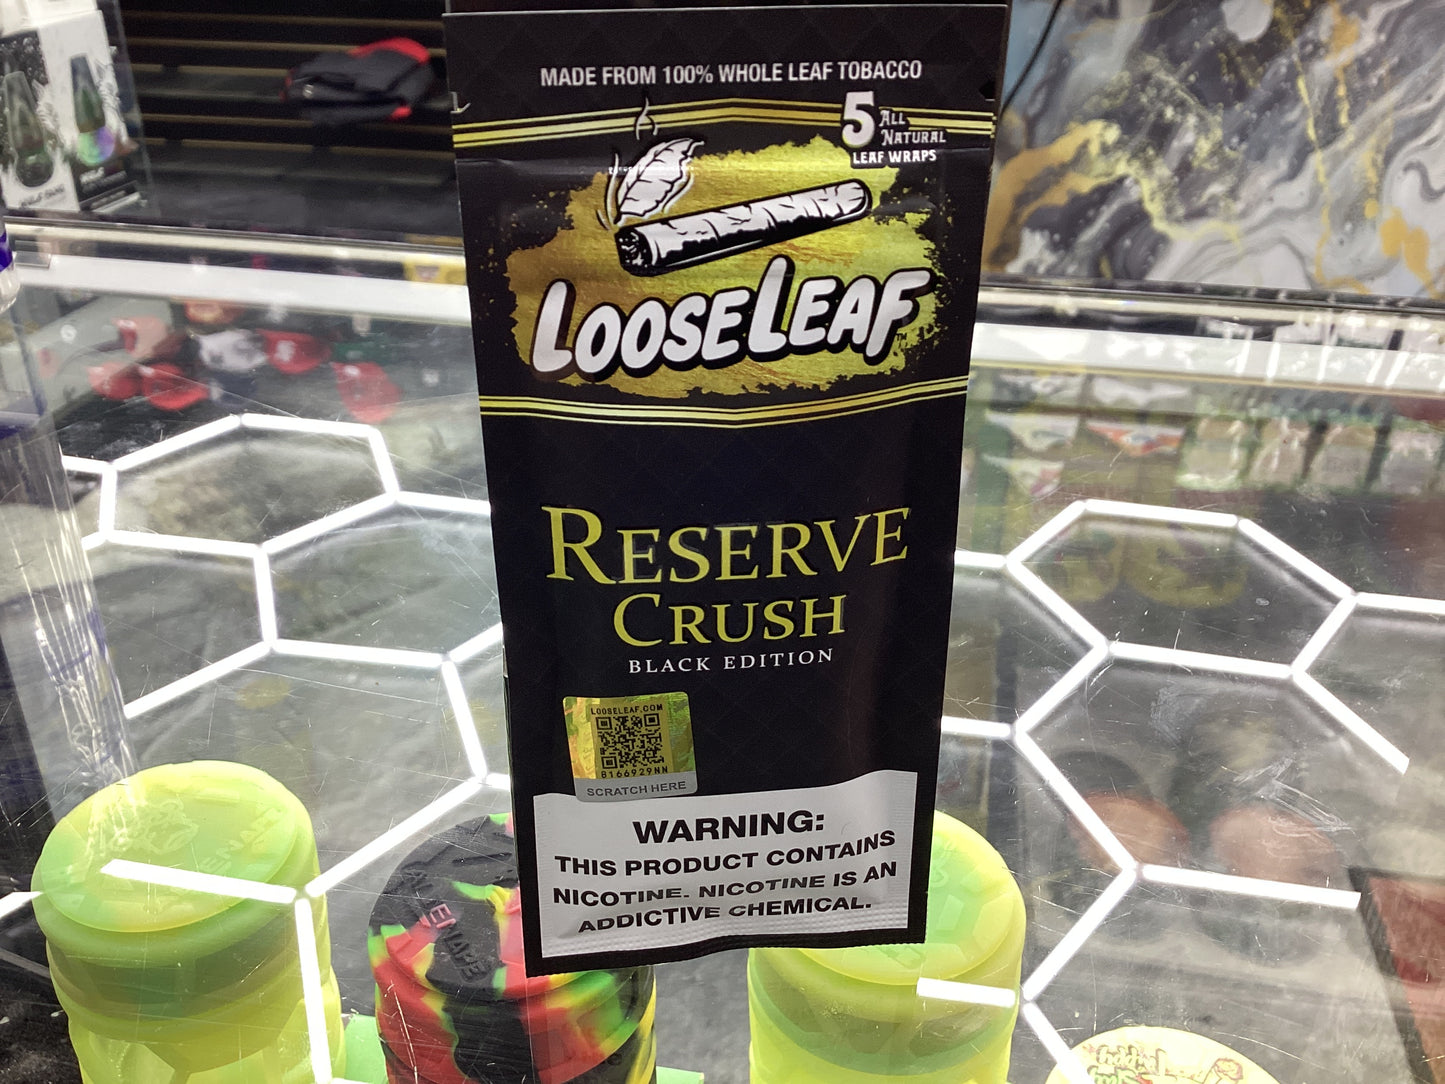 MADE FROM 100% WHOLE LEAF TOBACCO
5 ALL NATURAL
LEAF WRAPS
LOOSELEAF
RESERVE
CRUSH
BLACK EDITION
LOOSELEAF.COM
B166929NN
SCRATCH HERE
WARNING:
THIS PRODUCT CONTAINS
NICOTINE. NICOTINE IS AN
ADDICTIVE CHEMICAL.